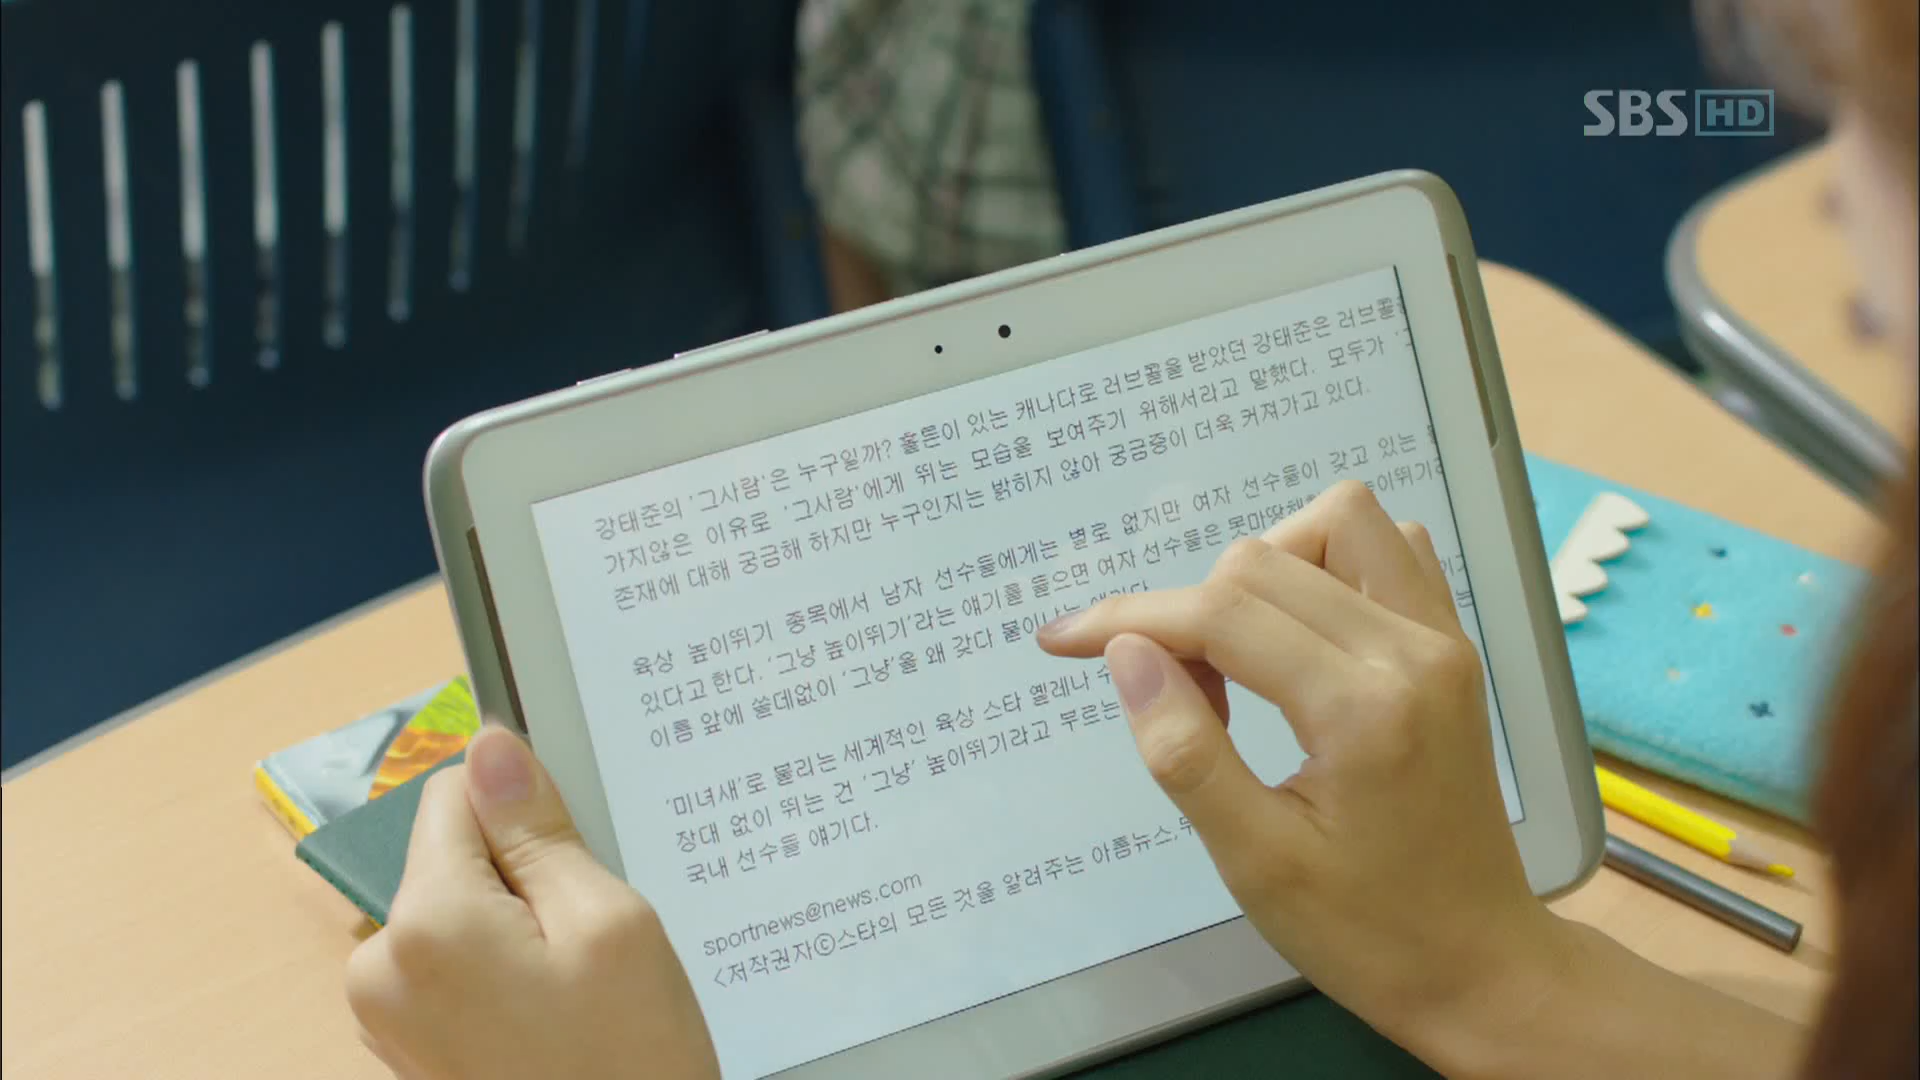 SBS HD
강태준의 '그사람'은 누구일까? 훌튼이 있는 캐나다로 러브콜을 받았던 강태준은 러브콜
가지않은 이유로 '그사람'에게 뛰는 모습을 보여주기 위해서라고 말했다. 모두가
존재에 대해 궁금해 하지만 누구인지는 밝히지 않아 궁금증이 더욱 커져가고 있다.
육상 높이뛰기 종목에서 남자 선수들에게는 별로 없지만 여자 선수들이 갖고 있는
있다고 한다. '그냥 높이뛰기'라는 얘기를 들으면 여자 선수들은 못마땅해 높이뛰기
이름 앞에 쓸데없이 '그냥'을 왜 갖다 붙이냐는 얘기다.
'미녀새'로 불리는 세계적인 육상 스타 옐레나
장대 없이 뛰는 건 '그냥' 높이뛰기라고 부르는
국내 선수들 얘기다.
sportnews@news.com
<저작권자ⓒ스타의 모든 것을 알려주는 아름뉴스,